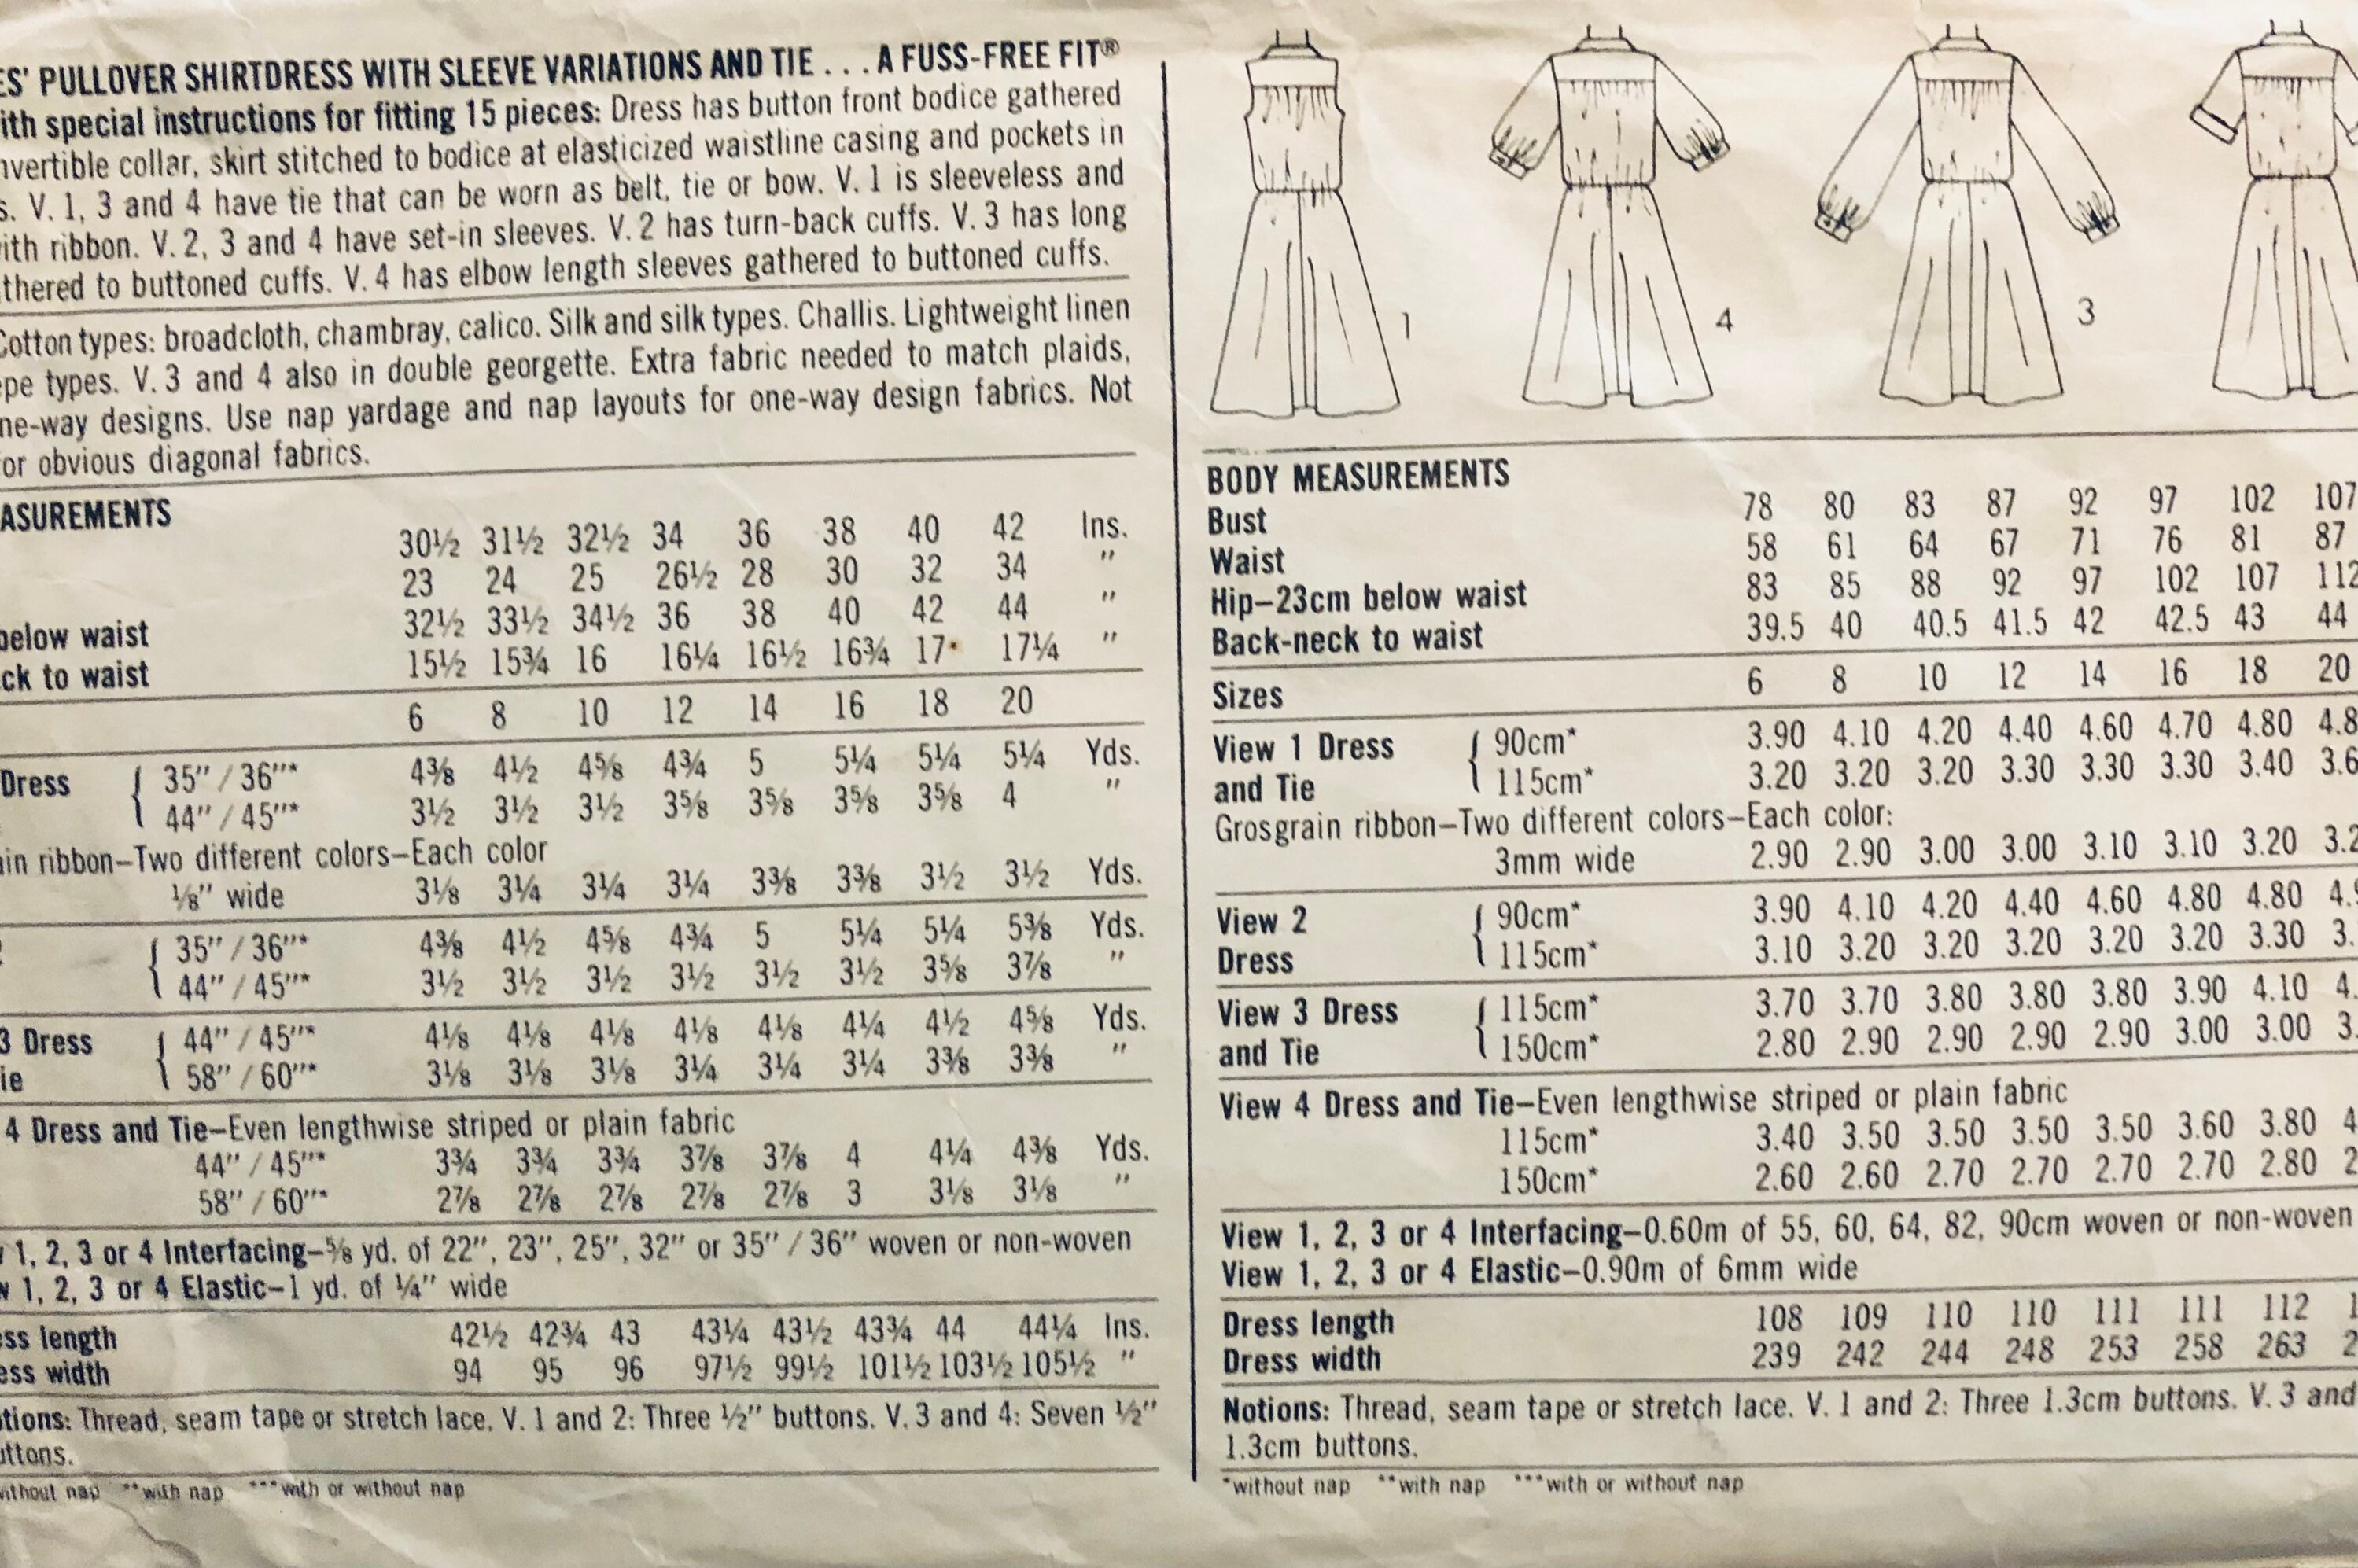 ES' PULLOVER SHIRTDRESS WITH SLEEVE VARIATIONS AND TIE . . . A FUSS-FREE FIT®
ith special instructions for fitting 15 pieces: Dress has button front bodice gathered
nvertible collar, skirt stitched to bodice at elasticized waistline casing and pockets in
s. V. 1, 3 and 4 have tie that can be worn as belt, tie or bow. V. 1 is sleeveless and
ith ribbon. V. 2, 3 and 4 have set-in sleeves. V. 2 has turn-back cuffs. V. 3 has long
thered to buttoned cuffs. V. 4 has elbow length sleeves gathered to buttoned cuffs.
Cotton types: broadcloth, chambray, calico. Silk and silk types. Challis. Lightweight linen
epe types. V. 3 and 4 also in double georgette. Extra fabric needed to match plaids,
ne-way designs. Use nap yardage and nap layouts for one-way design fabrics. Not
or obvious diagonal fabrics.
ASUREMENTS
30½ 31½ 32½ 34 36 38 40 42 Ins.
23 24 25 26½ 28 30 32 34 "
below waist 32½ 33½ 34½ 36 38 40 42 44 "
ck to waist 15½ 15¾ 16 16¼ 16½ 16¾ 17 17¼ "
6 8 10 12 14 16 18 20
Dress { 35" / 36"* 4⅜ 4½ 4⅝ 4¾ 5 5¼ 5¼ 5¼ Yds.
44" / 45"* 3½ 3½ 3½ 3⅝ 3⅝ 3⅝ 3⅝ 4 "
in ribbon–Two different colors–Each color
⅛" wide 3⅛ 3¼ 3¼ 3¼ 3⅜ 3⅜ 3½ 3½ Yds.
2 { 35" / 36"* 4⅜ 4½ 4⅝ 4¾ 5 5¼ 5¼ 5⅜ Yds.
44" / 45"* 3½ 3½ 3½ 3½ 3½ 3½ 3⅝ 3⅞ "
3 Dress { 44" / 45"* 4⅛ 4⅛ 4⅛ 4⅛ 4⅛ 4¼ 4½ 4⅝ Yds.
ie 58" / 60"* 3⅛ 3⅛ 3⅛ 3¼ 3¼ 3¼ 3⅜ 3⅜ "
4 Dress and Tie–Even lengthwise striped or plain fabric
44" / 45"* 3¾ 3¾ 3¾ 3⅞ 3⅞ 4 4¼ 4⅜ Yds.
58" / 60"* 2⅞ 2⅞ 2⅞ 2⅞ 2⅞ 3 3⅛ 3⅛ "
w 1, 2, 3 or 4 Interfacing–⅝ yd. of 22", 23", 25", 32" or 35" / 36" woven or non-woven
w 1, 2, 3 or 4 Elastic–1 yd. of ¼" wide
ess length 42½ 42¾ 43 43¼ 43½ 43¾ 44 44¼ Ins.
ess width 94 95 96 97½ 99½ 101½ 103½ 105½ "
tions: Thread, seam tape or stretch lace. V. 1 and 2: Three ½" buttons. V. 3 and 4: Seven ½"
uttons.
without nap **with nap ***with or without nap
1
4
3
BODY MEASUREMENTS
Bust 78 80 83 87 92 97 102 107
Waist 58 61 64 67 71 76 81 87
Hip–23cm below waist 83 85 88 92 97 102 107 112
Back-neck to waist 39.5 40 40.5 41.5 42 42.5 43 44
Sizes 6 8 10 12 14 16 18 20
View 1 Dress { 90cm* 3.90 4.10 4.20 4.40 4.60 4.70 4.80 4.8
and Tie 115cm* 3.20 3.20 3.20 3.30 3.30 3.30 3.40 3.6
Grosgrain ribbon–Two different colors–Each color:
3mm wide 2.90 2.90 3.00 3.00 3.10 3.10 3.20 3.2
View 2 { 90cm* 3.90 4.10 4.20 4.40 4.60 4.80 4.80 4.9
Dress 115cm* 3.10 3.20 3.20 3.20 3.20 3.20 3.30 3.
View 3 Dress { 115cm* 3.70 3.70 3.80 3.80 3.80 3.90 4.10 4.
and Tie 150cm* 2.80 2.90 2.90 2.90 2.90 3.00 3.00 3.
View 4 Dress and Tie–Even lengthwise striped or plain fabric
115cm* 3.40 3.50 3.50 3.50 3.50 3.60 3.80 4
150cm* 2.60 2.60 2.70 2.70 2.70 2.70 2.80 2
View 1, 2, 3 or 4 Interfacing–0.60m of 55, 60, 64, 82, 90cm woven or non-woven
View 1, 2, 3 or 4 Elastic–0.90m of 6mm wide
Dress length 108 109 110 110 111 111 112 1
Dress width 239 242 244 248 253 258 263 2
Notions: Thread, seam tape or stretch lace. V. 1 and 2: Three 1.3cm buttons. V. 3 and
1.3cm buttons.
*without nap **with nap ***with or without nap